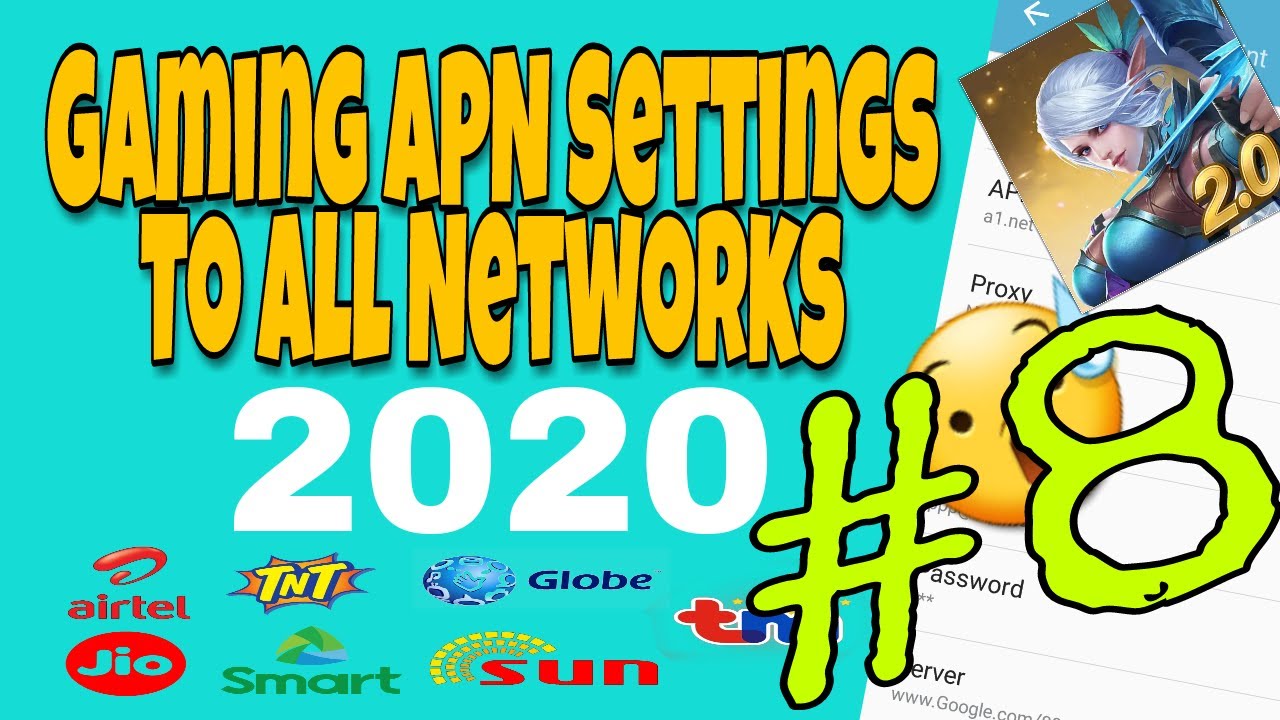 GAMING APN SETTINGS
TO ALL NETWORKS
2020
#8
2.0
a1.net
Proxy
assword
**
erver
www.Google.com/
airtel
TNT
Globe
tm
Jio
Smart
sun